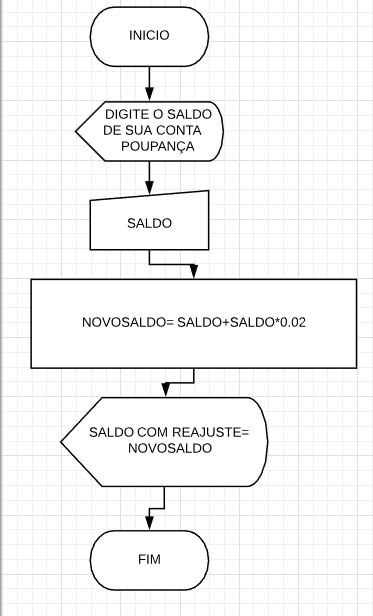 INICIO
DIGITE O SALDO
DE SUA CONTA
POUPANÇA
SALDO
NOVOSALDO= SALDO+SALDO*0.02
SALDO COM REAJUSTE=
NOVOSALDO
FIM